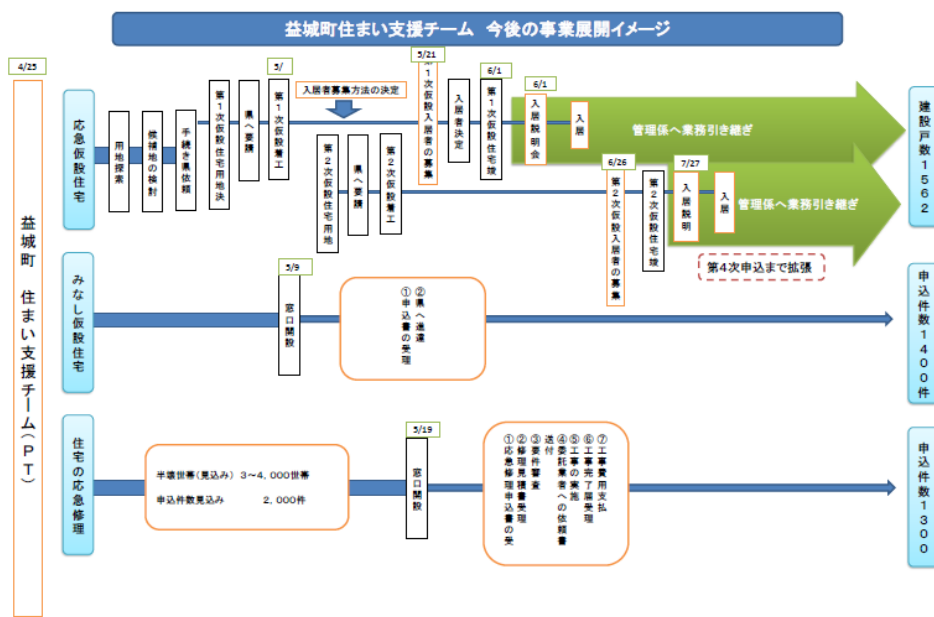 益城町住まい支援チーム 今後の事業展開イメージ
4/25
益城町 住まい支援チーム(PT)
応急仮設住宅
用地探索
候補地の検討
手続き県依頼
第1次仮設住宅用地決
県へ要請
5/
第1次仮設着工
入居者募集方法の決定
第2次仮設住宅用地
県へ要請
第2次仮設着工
5/21
第1次仮設入居者の募集
入居者決定
6/1
第1次仮設住宅竣
6/1
入居説明会
入居
管理係へ業務引き継ぎ
6/26
第2次仮設入居者の募集
第2次仮設住宅竣
7/27
入居説明
入居
管理係へ業務引き継ぎ
第4次申込まで拡張
建設戸数1562
みなし仮設住宅
5/9
窓口開設
①申込書の受理
②県へ進達
申込件数1400件
住宅の応急修理
半壊世帯(見込み) 3~4,000世帯
申込件数見込み 2,000件
5/19
窓口開設
①応急修理申込書の受
②修理見積書受理
③要件審査
④委託業者への依頼書
送付
⑤工事の実施
⑥工事完了届受理
⑦工事費用支払
申込件数1300